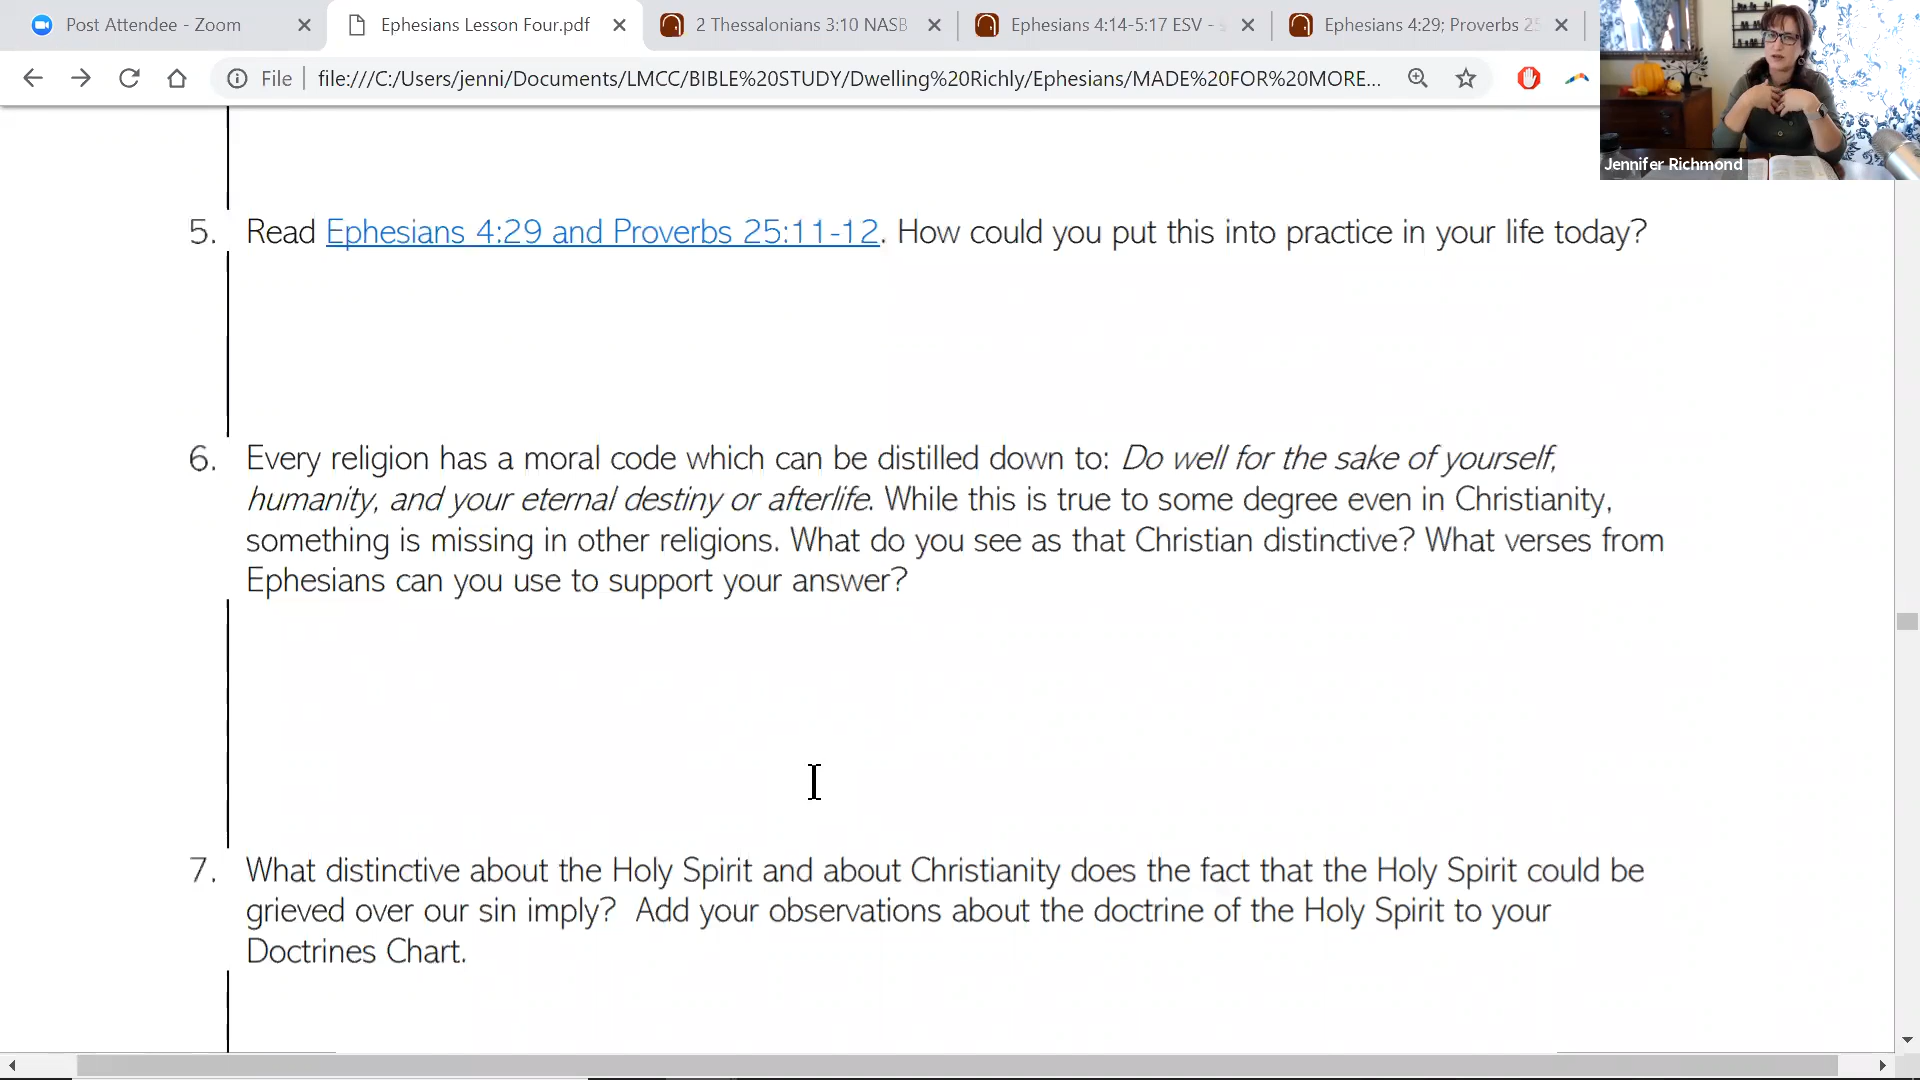 Post Attendee - Zoom
Ephesians Lesson Four.pdf
2 Thessalonians 3:10 NASB
Ephesians 4:14-5:17 ESV -
Ephesians 4:29; Proverbs 25
File
file:///C:/Users/jenni/Documents/LMCC/BIBLE%20STUDY/Dwelling%20Richly/Ephesians/MADE%20FOR%20MORE...
Jennifer Richmond
5. Read Ephesians 4:29 and Proverbs 25:11-12. How could you put this into practice in your life today?
6. Every religion has a moral code which can be distilled down to: Do well for the sake of yourself,
humanity, and your eternal destiny or afterlife. While this is true to some degree even in Christianity,
something is missing in other religions. What do you see as that Christian distinctive? What verses from
Ephesians can you use to support your answer?
7. What distinctive about the Holy Spirit and about Christianity does the fact that the Holy Spirit could be
grieved over our sin imply? Add your observations about the doctrine of the Holy Spirit to your
Doctrines Chart.